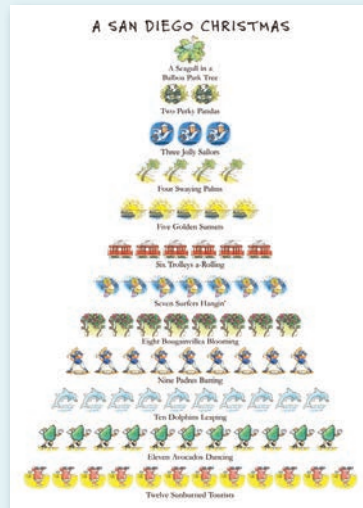 A SAN DIEGO CHRISTMAS
A Seagull in a
Balboa Park Tree
Two Perky Pandas
Three Jolly Sailors
Four Swaying Palms
Five Golden Sunsets
Six Trolleys a-Rolling
Seven Surfers Hangin'
Eight Bougainvillea Blooming
Nine Padres Batting
Ten Dolphins Leaping
Eleven Avocados Dancing
Twelve Sunburned Tourists